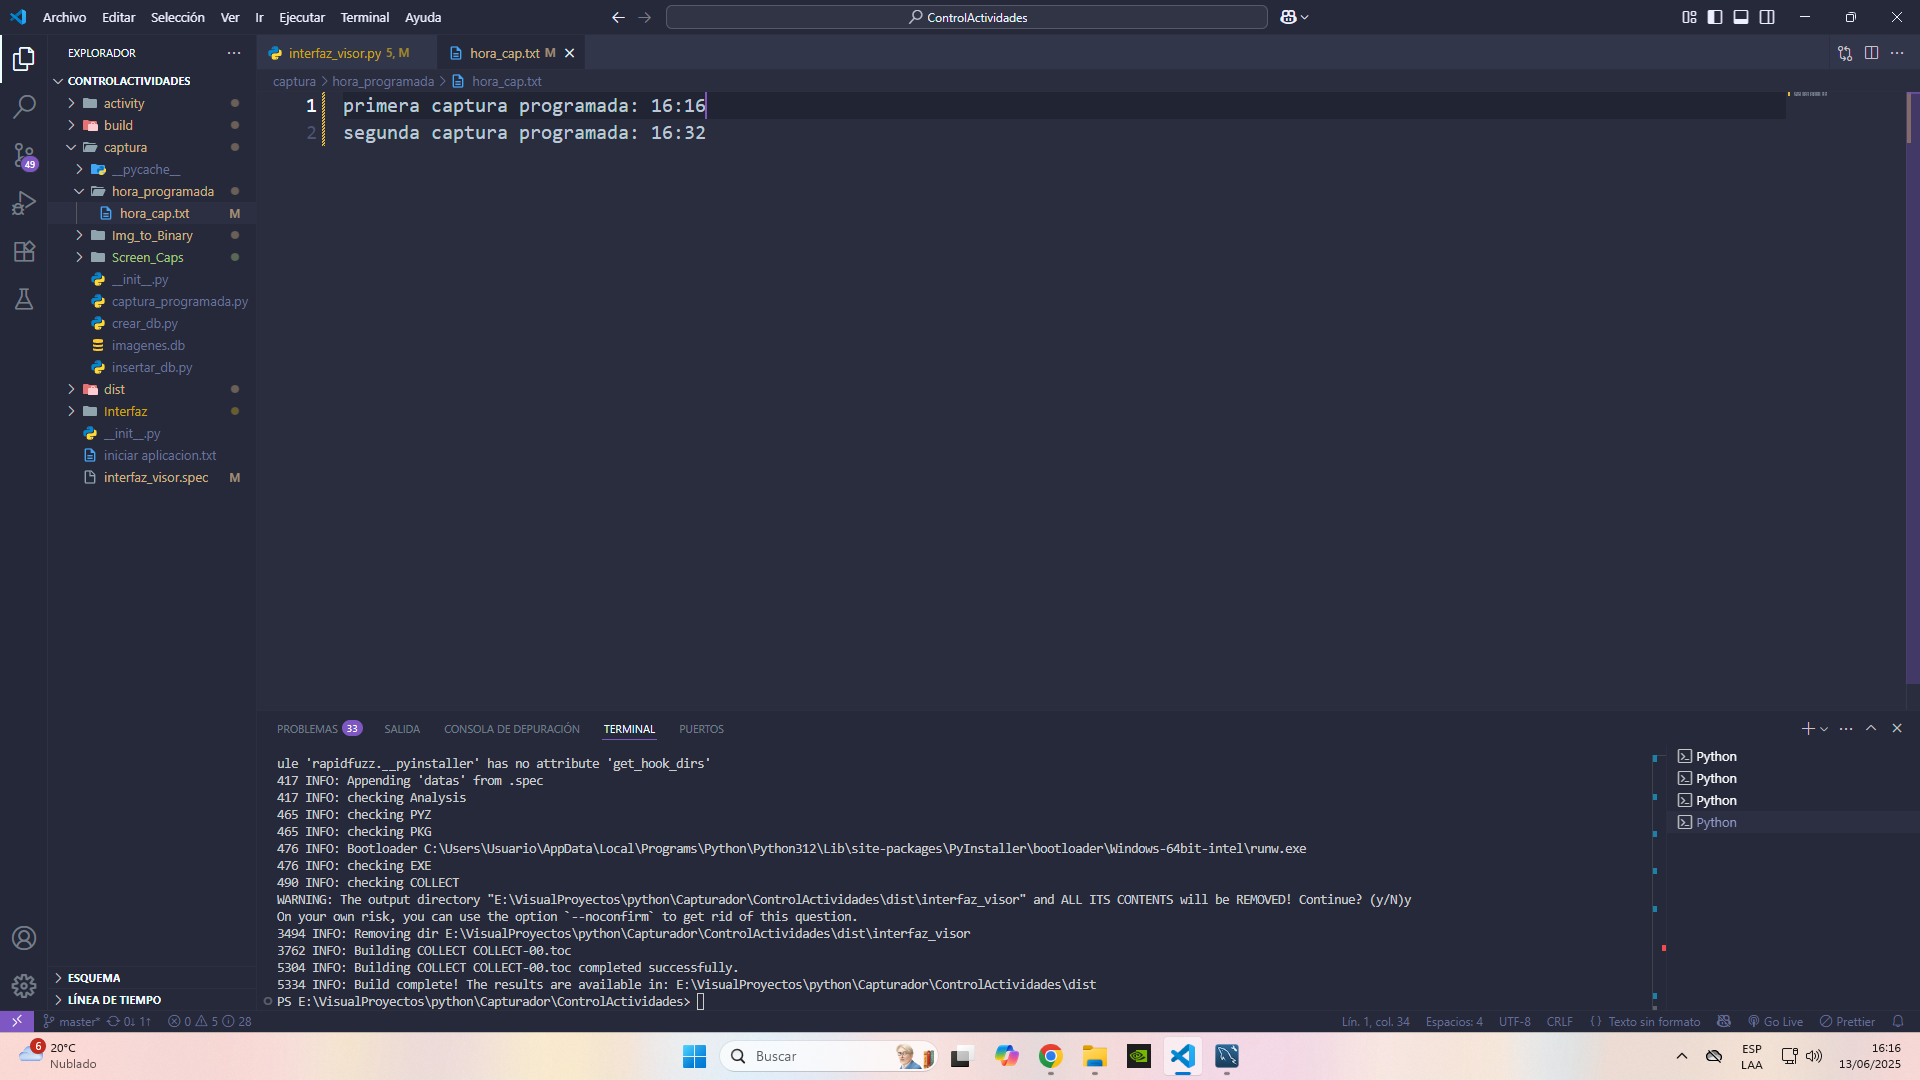 Archivo Editar Selección Ver Ir Ejecutar Terminal Ayuda
ControlActividades
EXPLORADOR
CONTROLACTIVIDADES
activity
build
captura
__pycache__
hora_programada
hora_cap.txt M
Img_to_Binary
Screen_Caps
__init__.py
captura_programada.py
crear_db.py
imagenes.db
insertar_db.py
dist
Interfaz
__init__.py
iniciar aplicacion.txt
interfaz_visor.spec M
49
ESQUEMA
LÍNEA DE TIEMPO
interfaz_visor.py 5, M
hora_cap.txt M
captura > hora_programada > hora_cap.txt
1 primera captura programada: 16:16
2 segunda captura programada: 16:32
PROBLEMAS 33 SALIDA CONSOLA DE DEPURACIÓN TERMINAL PUERTOS
ule 'rapidfuzz.__pyinstaller' has no attribute 'get_hook_dirs'
417 INFO: Appending 'datas' from .spec
417 INFO: checking Analysis
465 INFO: checking PYZ
465 INFO: checking PKG
476 INFO: Bootloader C:\Users\Usuario\AppData\Local\Programs\Python\Python312\Lib\site-packages\PyInstaller\bootloader\Windows-64bit-intel\runw.exe
476 INFO: checking EXE
490 INFO: checking COLLECT
WARNING: The output directory "E:\VisualProyectos\python\Capturador\ControlActividades\dist\interfaz_visor" and ALL ITS CONTENTS will be REMOVED! Continue? (y/N)y
On your own risk, you can use the option `--noconfirm` to get rid of this question.
3494 INFO: Removing dir E:\VisualProyectos\python\Capturador\ControlActividades\dist\interfaz_visor
3762 INFO: Building COLLECT COLLECT-00.toc
5304 INFO: Building COLLECT COLLECT-00.toc completed successfully.
5334 INFO: Build complete! The results are available in: E:\VisualProyectos\python\Capturador\ControlActividades\dist
PS E:\VisualProyectos\python\Capturador\ControlActividades>
Python
Python
Python
Python
master* 0↓ 1↑ 0 5 28
Lín. 1, col. 34 Espacios: 4 UTF-8 CRLF {} Texto sin formato Go Live Prettier
6
20°C
Nublado
Buscar
ESP
LAA
16:16
13/06/2025